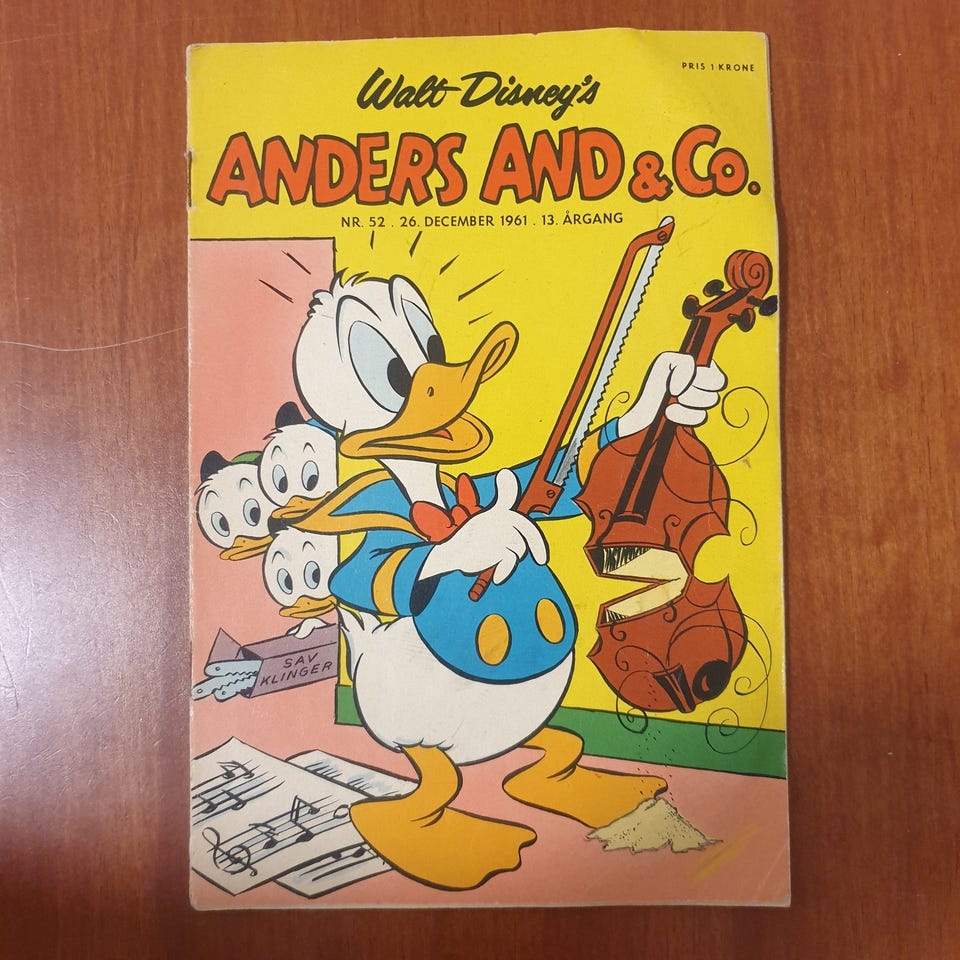 PRIS 1 KRONE
Walt Disney's
ANDERS AND & Co.
NR. 52 . 26. DECEMBER 1961 . 13. ÅRGANG
SAV
KLINGER